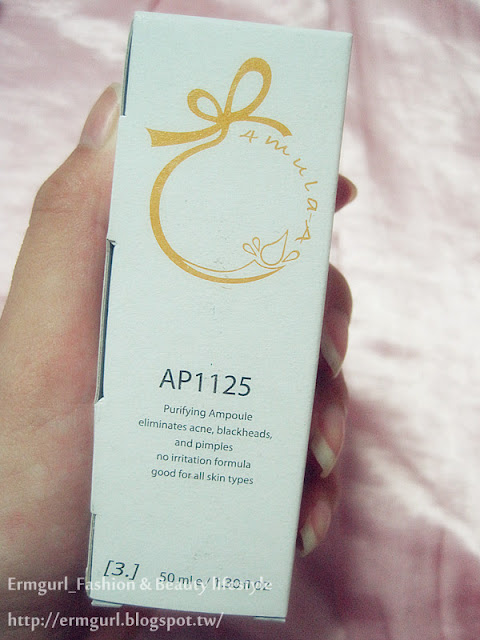 Amula-A
AP1125
Purifying Ampoule
eliminates acne, blackheads,
and pimples
no irritation formula
good for all skin types
[3.]
50 ml e /
Ermgurl_Fashion & Beauty lifestyle
http://ermgurl.blogspot.tw/